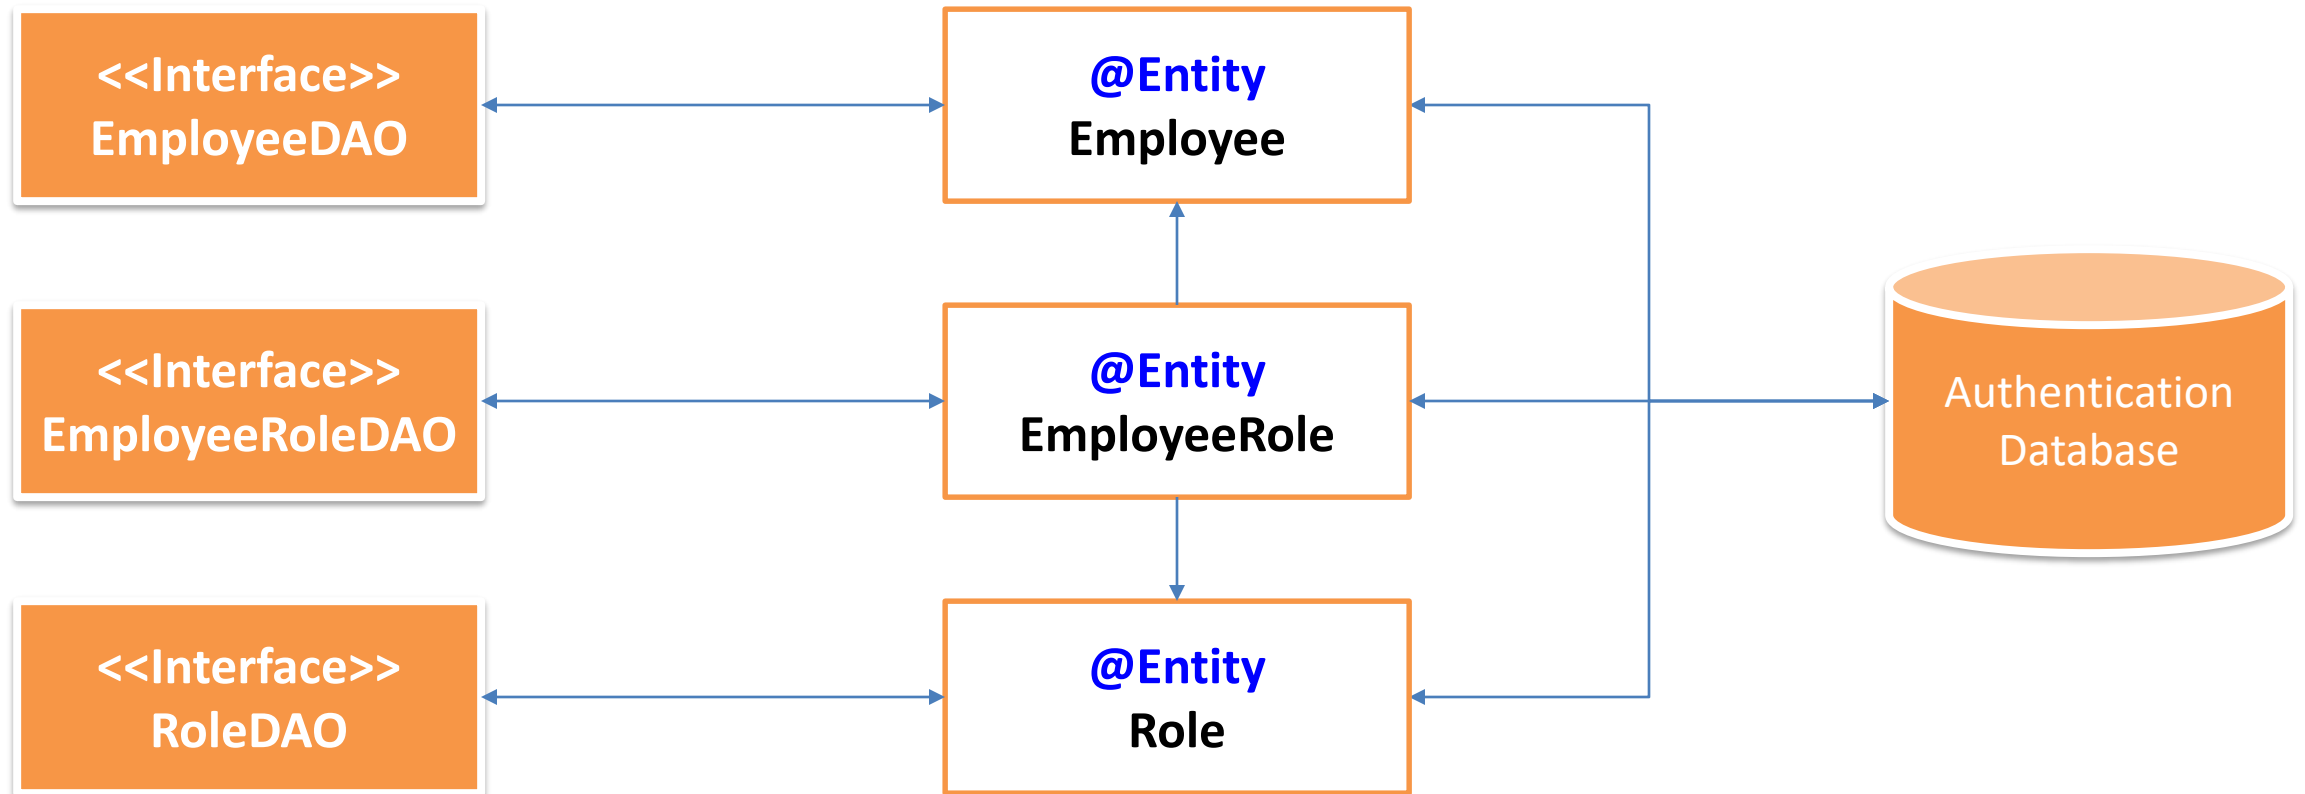 <<Interface>>
EmployeeDAO
@Entity
Employee
<<Interface>>
EmployeeRoleDAO
@Entity
EmployeeRole
Authentication
Database
<<Interface>>
RoleDAO
@Entity
Role